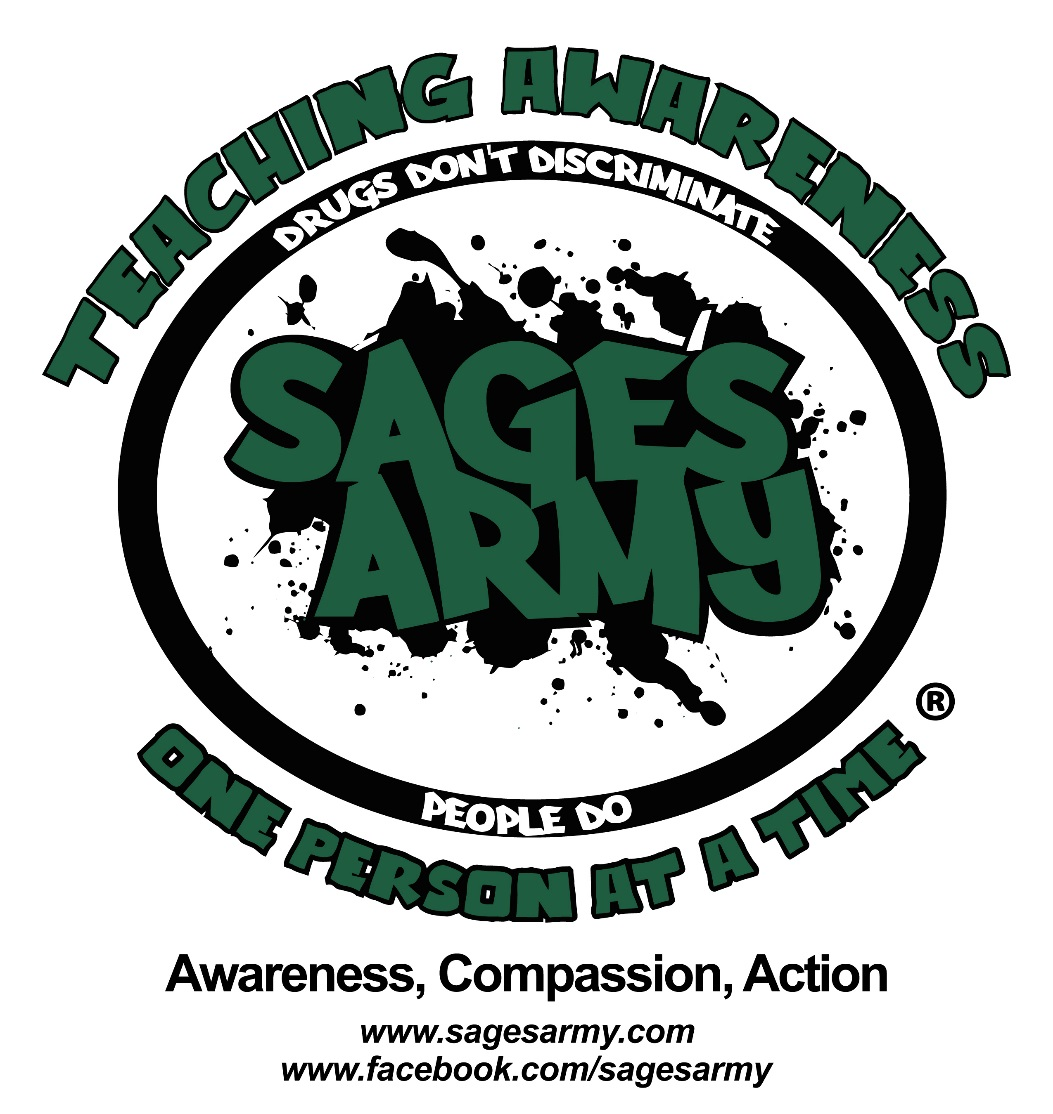 TEACHING AWARENESS
DRUGS DON'T DISCRIMINATE
SAGES
ARMY
PEOPLE DO
ONE PERSON AT A TIME ®
Awareness, Compassion, Action
www.sagesarmy.com
www.facebook.com/sagesarmy